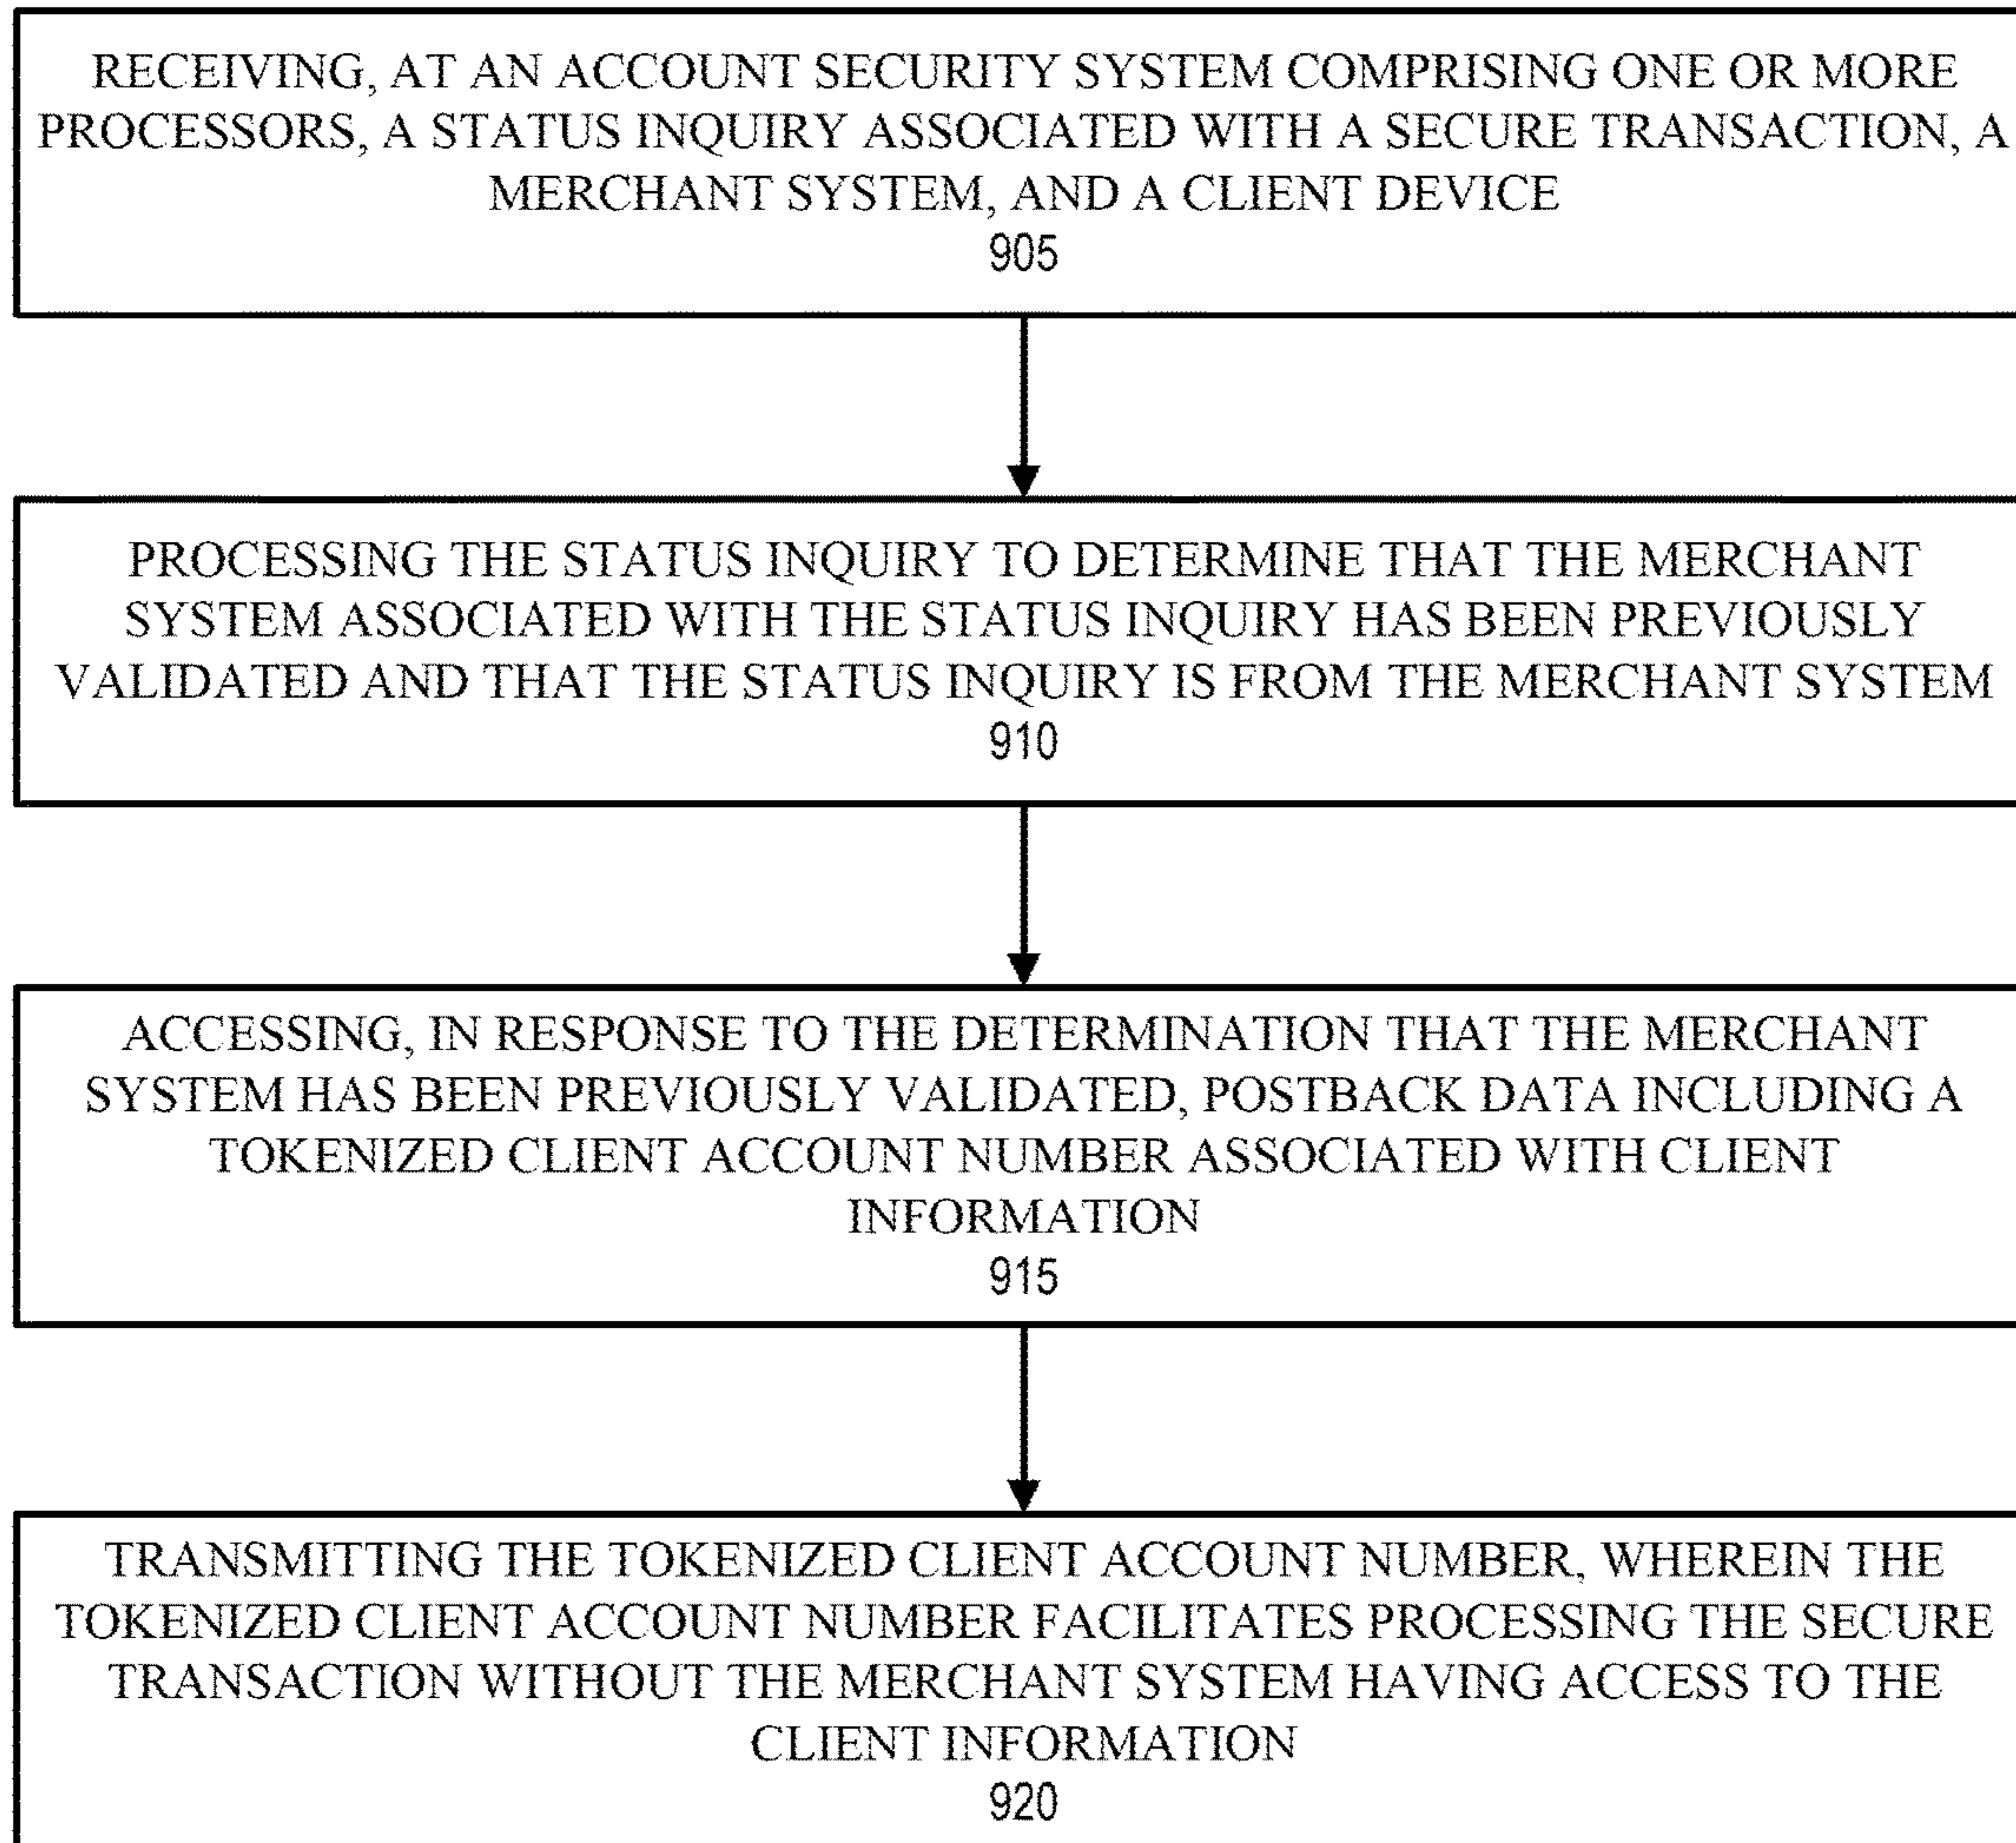 RECEIVING, AT AN ACCOUNT SECURITY SYSTEM COMPRISING ONE OR MORE
PROCESSORS, A STATUS INQUIRY ASSOCIATED WITH A SECURE TRANSACTION, A
MERCHANT SYSTEM, AND A CLIENT DEVICE
905
PROCESSING THE STATUS INQUIRY TO DETERMINE THAT THE MERCHANT
SYSTEM ASSOCIATED WITH THE STATUS INQUIRY HAS BEEN PREVIOUSLY
VALIDATED AND THAT THE STATUS INQUIRY IS FROM THE MERCHANT SYSTEM
910
ACCESSING, IN RESPONSE TO THE DETERMINATION THAT THE MERCHANT
SYSTEM HAS BEEN PREVIOUSLY VALIDATED, POSTBACK DATA INCLUDING A
TOKENIZED CLIENT ACCOUNT NUMBER ASSOCIATED WITH CLIENT
INFORMATION
915
TRANSMITTING THE TOKENIZED CLIENT ACCOUNT NUMBER, WHEREIN THE
TOKENIZED CLIENT ACCOUNT NUMBER FACILITATES PROCESSING THE SECURE
TRANSACTION WITHOUT THE MERCHANT SYSTEM HAVING ACCESS TO THE
CLIENT INFORMATION
920